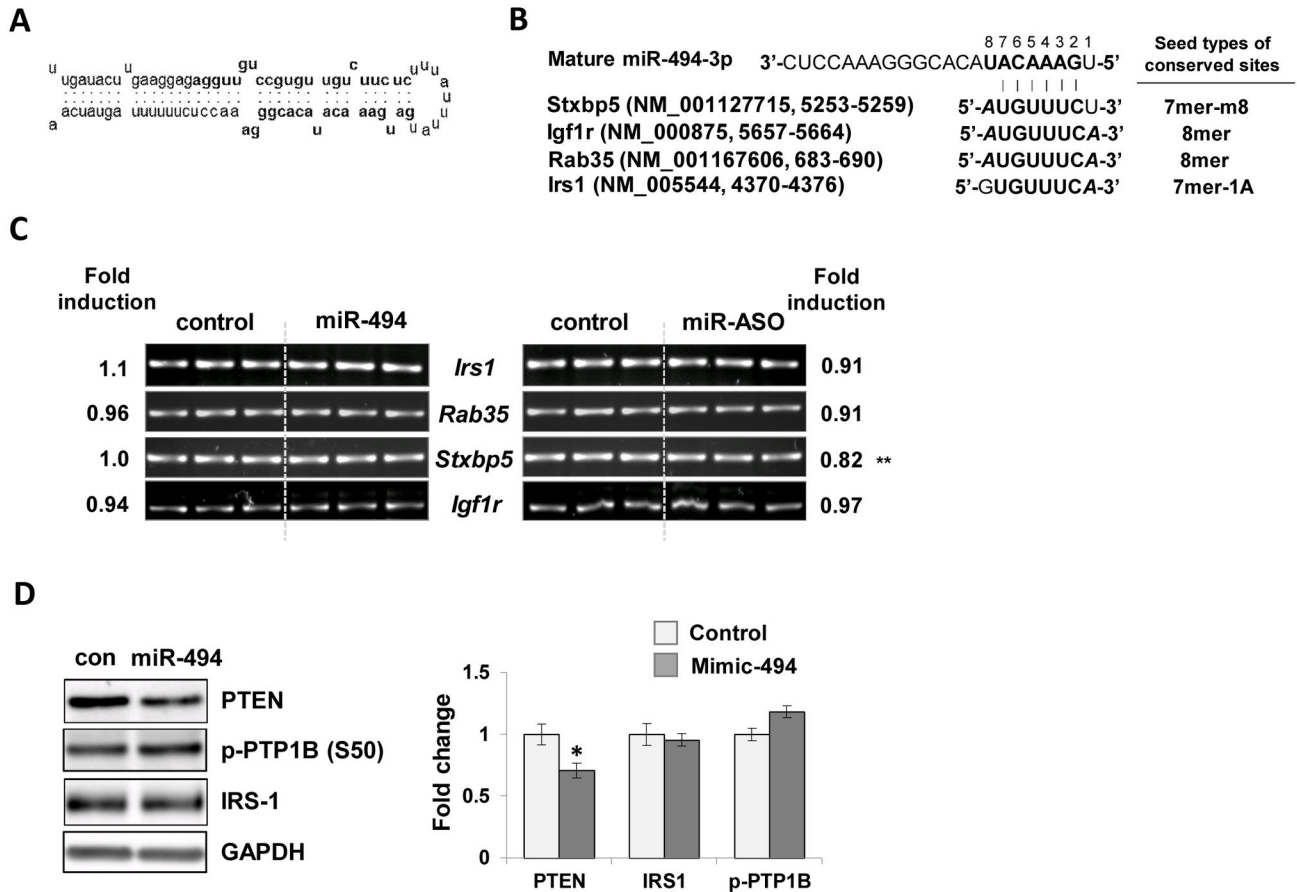 A
u u gu c u u u
ugauacu gaaggagagguu ccgugu ugu uucuc a
acuauga uuuuucuccaa ggcaca aca aag ag u
a ag u u u a u
B
8 7 6 5 4 3 2 1
Mature miR-494-3p 3'-CUCCAAAGGGCACAUACAAAGU-5'
Seed types of conserved sites
Stxbp5 (NM_001127715, 5253-5259) 5'-AUGUUUCU-3' 7mer-m8
Igf1r (NM_000875, 5657-5664) 5'-AUGUUUCA-3' 8mer
Rab35 (NM_001167606, 683-690) 5'-AUGUUUCA-3' 8mer
Irs1 (NM_005544, 4370-4376) 5'-GUGUUUCA-3' 7mer-1A
C
Fold induction control miR-494 control miR-ASO Fold induction
1.1 Irs1 0.91
0.96 Rab35 0.91
1.0 Stxbp5 0.82 **
0.94 Igf1r 0.97
D
con miR-494
PTEN
p-PTP1B (S50)
IRS-1
GAPDH
Control
Mimic-494
Fold change
1.5
1
0.5
0
*
PTEN IRS1 p-PTP1B